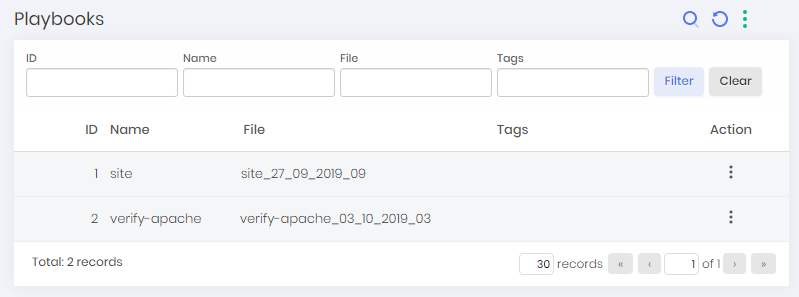 Playbooks
ID Name File Tags
Filter Clear
ID Name File Tags Action
1 site site_27_09_2019_09
2 verify-apache verify-apache_03_10_2019_03
Total: 2 records 30 records « ‹ 1 of 1 › »